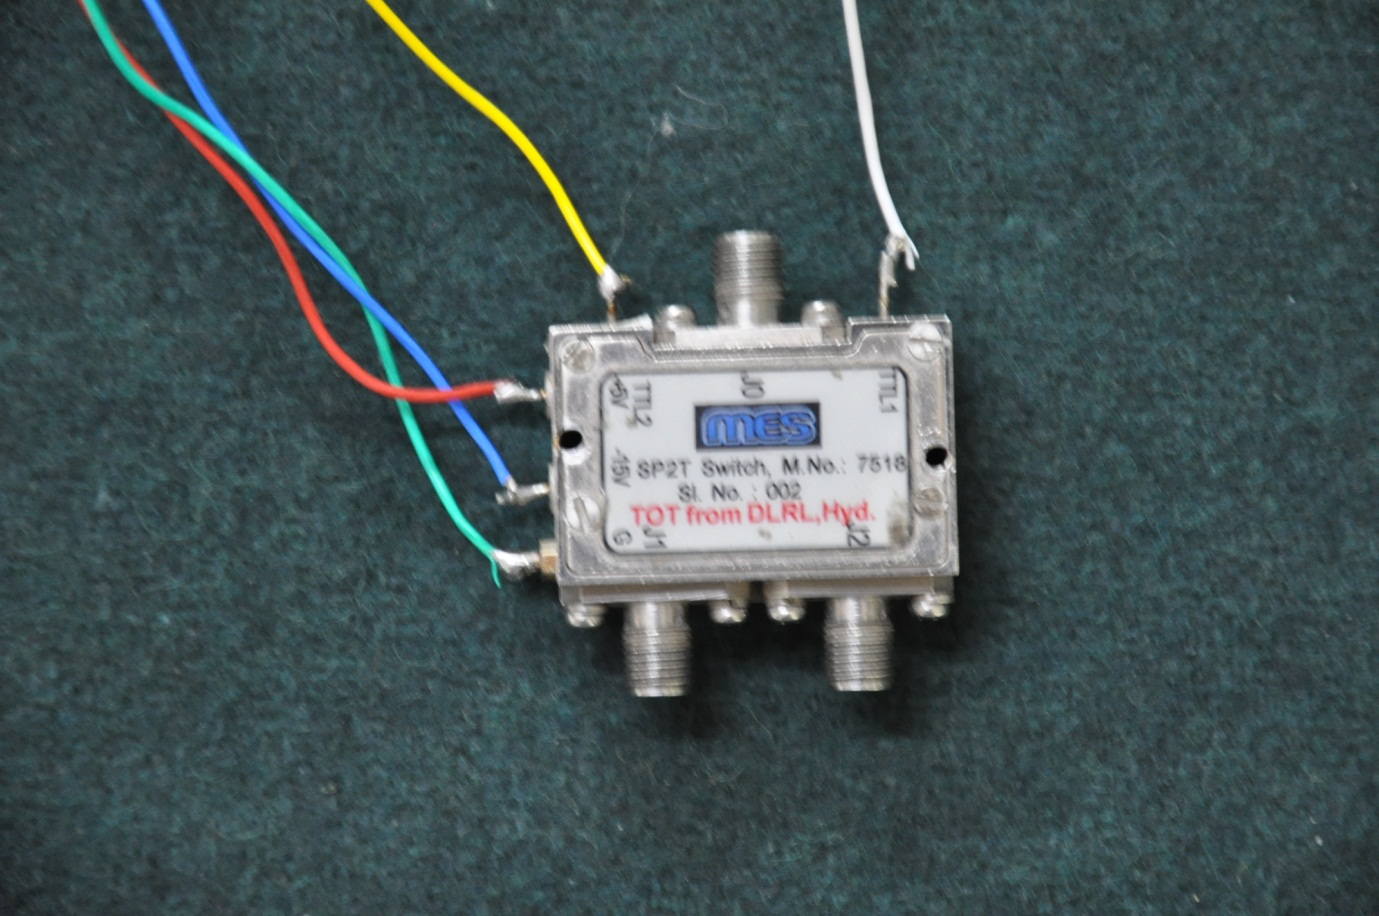 +5V
TTL2
J0
TTL1
MES
-15V
SP2T Switch, M.No.: 7518
Sl. No. : 002
TOT from DLRL,Hyd.
G
J1
J2